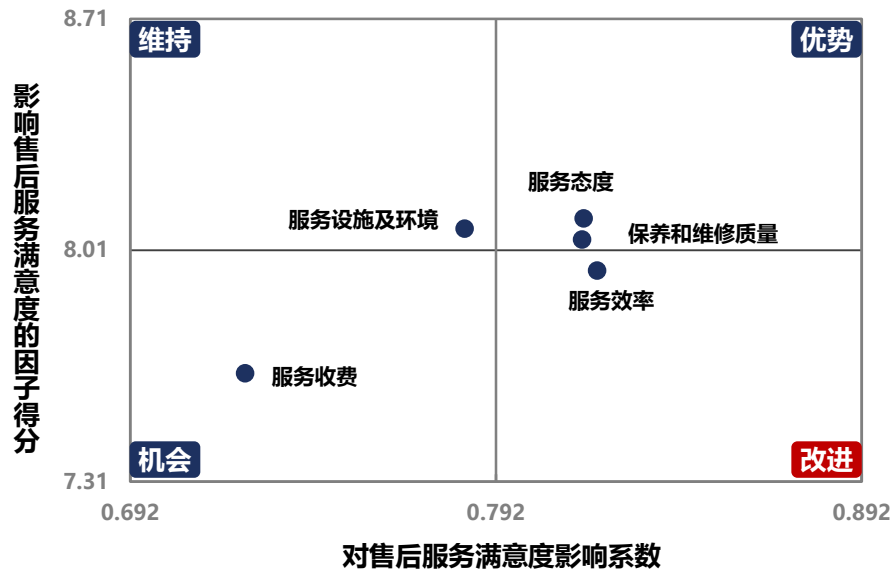 8.71
维持
优势
影响售后服务满意度的因子得分
服务态度
服务设施及环境
保养和维修质量
8.01
服务效率
服务收费
机会
改进
7.31
0.692
0.792
0.892
对售后服务满意度影响系数